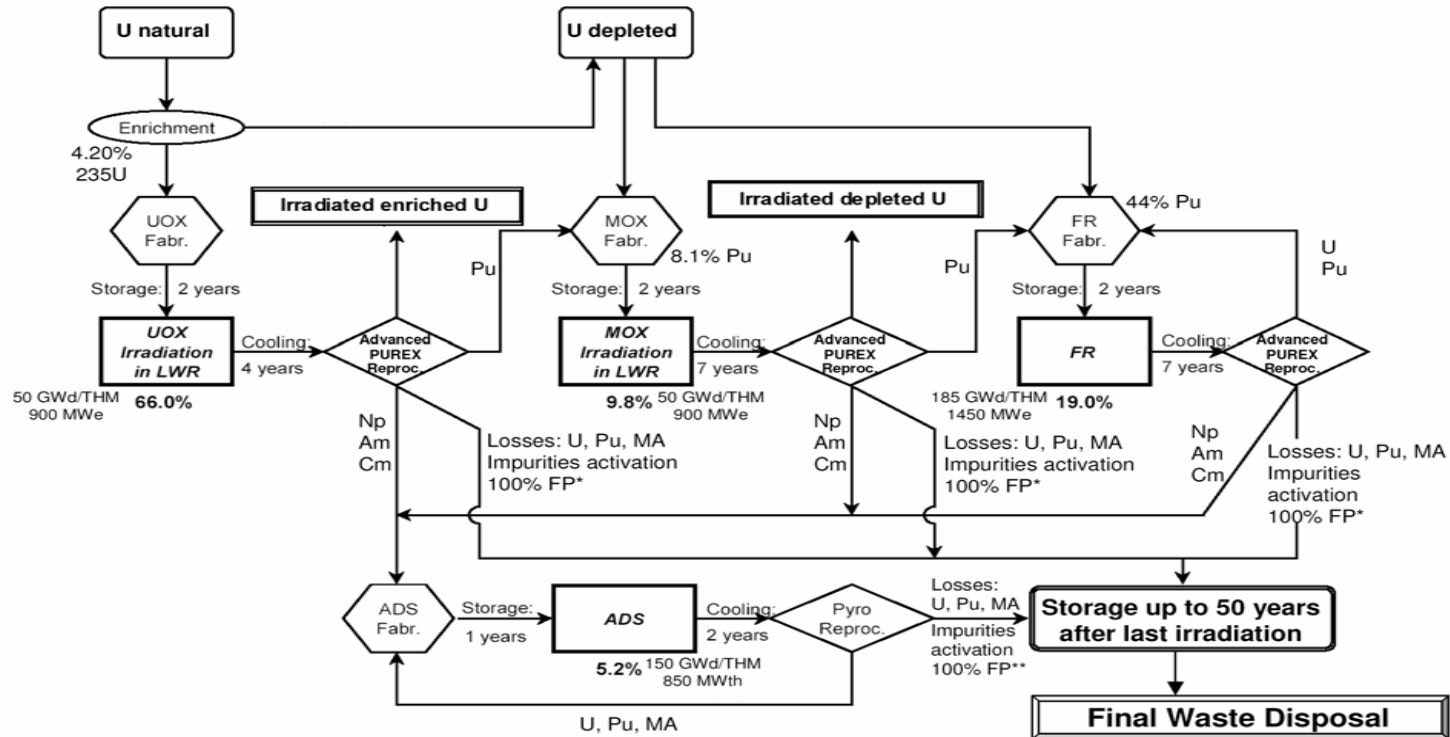 U natural
U depleted
Enrichment
4.20%
235U
Irradiated enriched U
Irradiated depleted U
UOX
Fabr.
MOX
Fabr.
8.1% Pu
FR
Fabr.
44% Pu
Pu
Pu
U
Pu
Storage: 2 years
Storage: 2 years
Storage: 2 years
UOX
Irradiation
in LWR
Cooling:
4 years
Advanced
PUREX
Reproc.
MOX
Irradiation
in LWR
Cooling:
7 years
Advanced
PUREX
Reproc.
FR
Cooling:
7 years
Advanced
PUREX
Reproc.
50 GWd/THM
900 MWe
66.0%
9.8%
50 GWd/THM
900 MWe
185 GWd/THM
1450 MWe
19.0%
Np
Am
Cm
Losses: U, Pu, MA
Impurities activation
100% FP*
Np
Am
Cm
Losses: U, Pu, MA
Impurities activation
100% FP*
Np
Am
Cm
Losses: U, Pu, MA
Impurities
activation
100% FP*
ADS
Fabr.
Storage:
1 years
ADS
Cooling:
2 years
Pyro
Reproc.
Losses:
U, Pu, MA
Impurities
activation
100% FP**
Storage up to 50 years
after last irradiation
5.2%
150 GWd/THM
850 MWth
U, Pu, MA
Final Waste Disposal